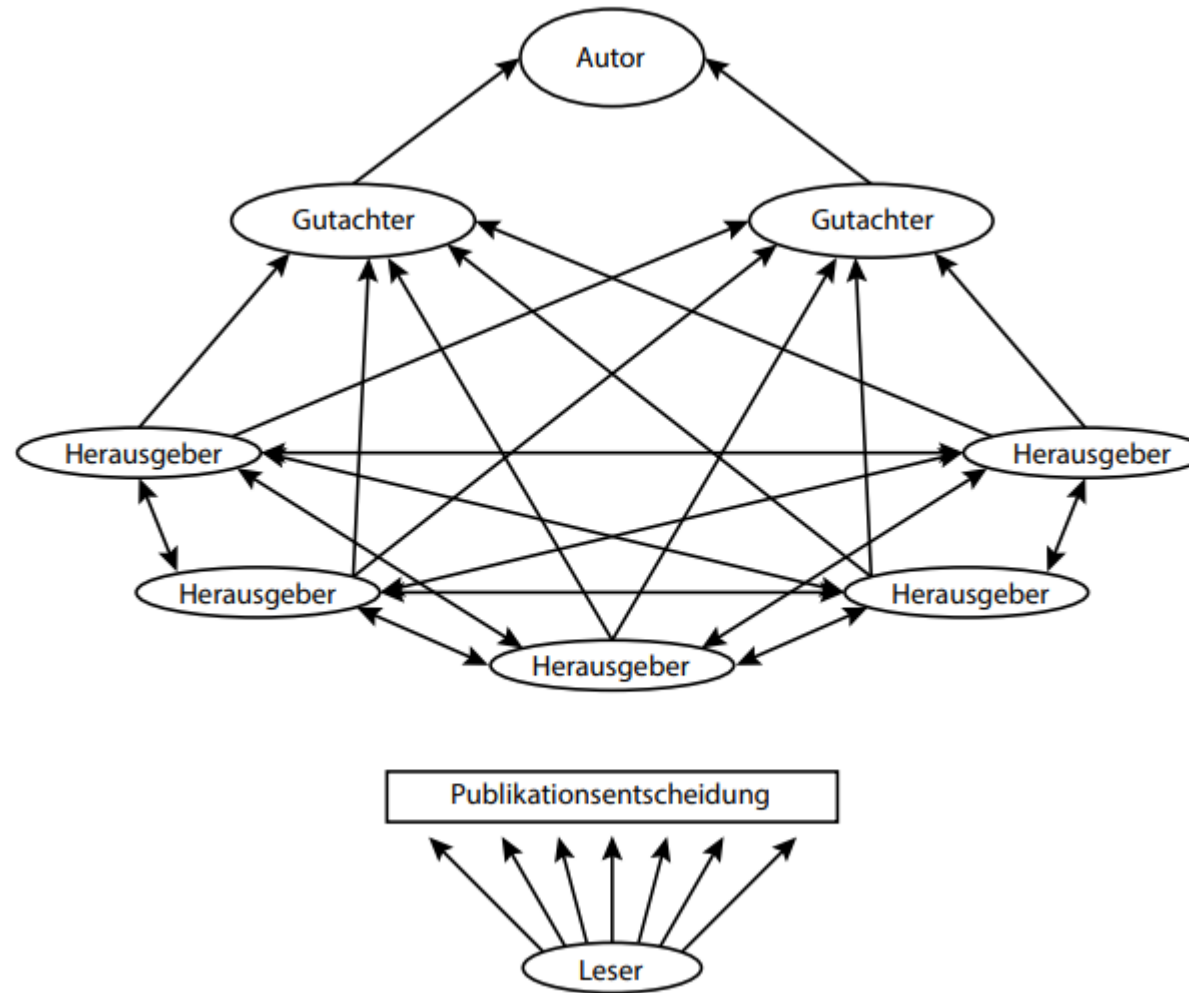 Autor
Gutachter
Gutachter
Herausgeber
Herausgeber
Herausgeber
Herausgeber
Herausgeber
Publikationsentscheidung
Leser